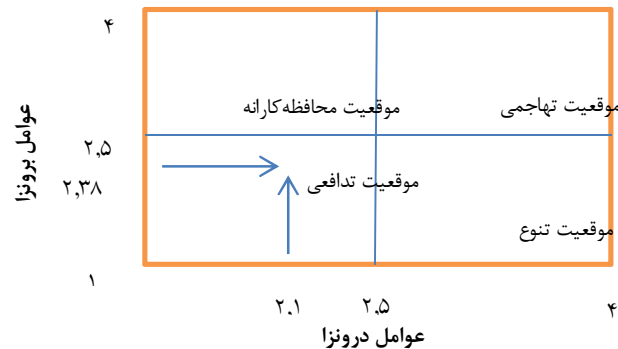 ۴
موقعیت تهاجمی
موقعیت محافظه‌کارانه
۲,۵
عوامل برونزا
۲,۳۸
موقعیت تدافعی
موقعیت تنوع
۱
۲.۱
۲,۵
۴
عوامل درونزا